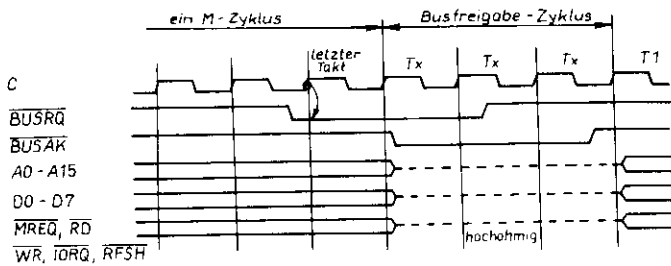 ein M-Zyklus
Busfreigabe-Zyklus
letzter
Takt
Tx
Tx
Tx
T1
C
BUSRQ
BUSAK
A0-A15
D0-D7
MREQ, RD
hochohmig
WR, IORQ, RFSH